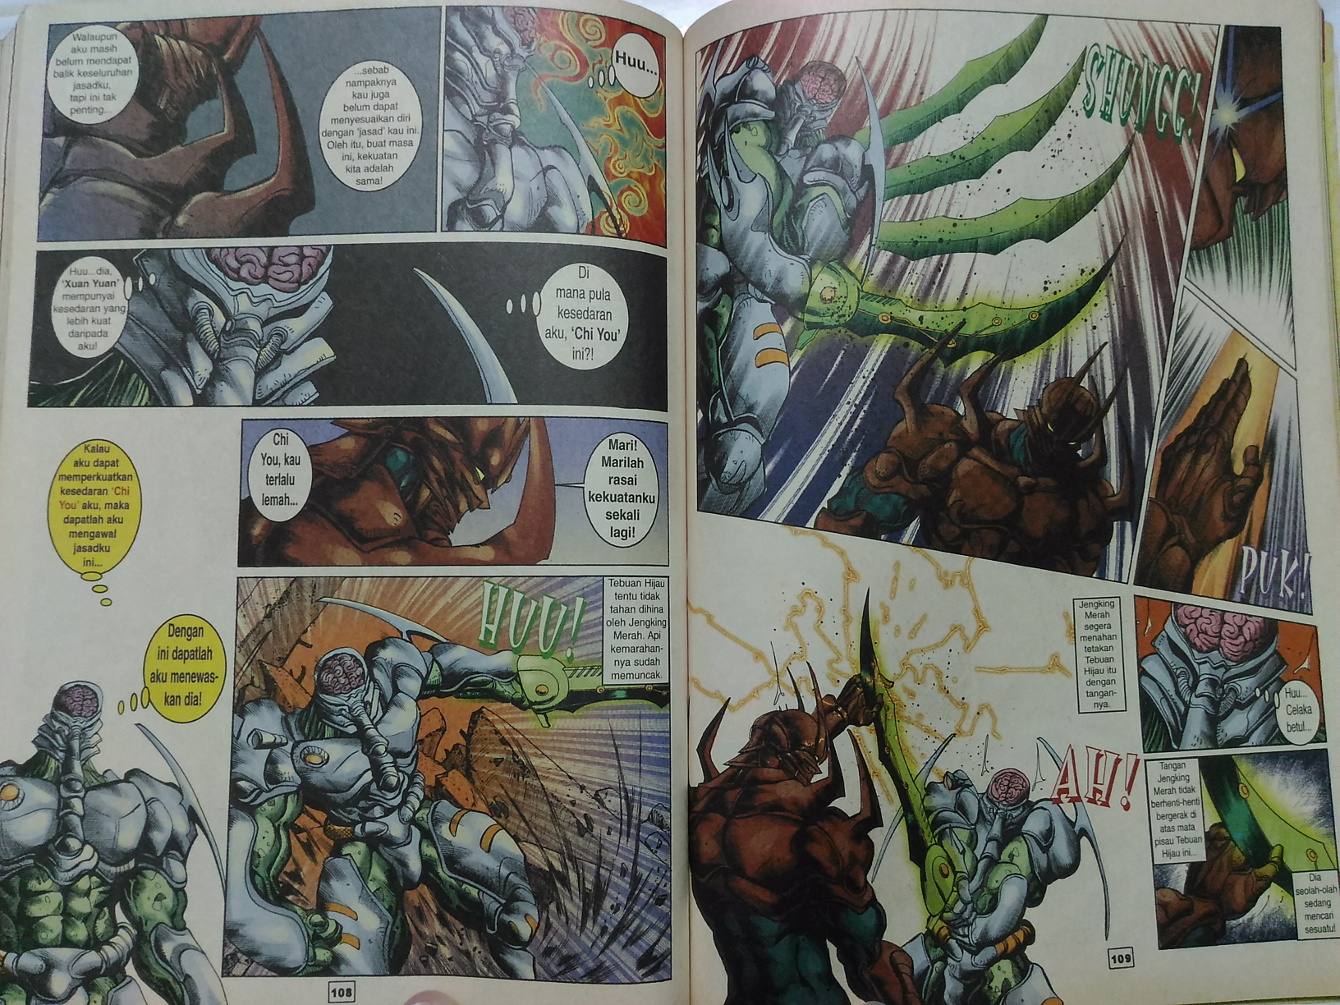 Walaupun
aku masih
belum mendapat
balik keseluruhan
jasadku,
tapi ini tak
penting...
...sebab
nampaknya
kau juga
belum dapat
menyesuaikan diri
dengan 'jasad' kau ini.
Oleh itu, buat masa
ini, kekuatan
kita adalah
sama!
Huu...
Huu...dia,
'Xuan Yuan'
mempunyai
kesedaran yang
lebih kuat
daripada
aku!
Di
mana pula
kesedaran
aku, 'Chi You'
ini?!
Chi
You, kau
terlalu
lemah...
Mari!
Marilah
rasai
kekuatanku
sekali
lagi!
Kalau
aku dapat
memperkuatkan
kesedaran 'Chi
You' aku, maka
dapatlah aku
mengawal
jasadku
ini...
Dengan
ini dapatlah
aku menewas-
kan dia!
HUU!
Tebuan Hijau
tentu tidak
tahan dihina
oleh Jengking
Merah. Api
kemarahan-
nya sudah
memuncak.
108
SHUNGG!
PUK!
Jengking
Merah
segera
menahan
tetakan
Tebuan
Hijau itu
dengan
tangan-
nya.
AH!
Huu...
Celaka
betul...
Tangan
Jengking
Merah tidak
berhenti-henti
bergerak di
atas mata
pisau Tebuan
Hijau ini...
Dia
seolah-olah
sedang
mencari
sesuatu!
109